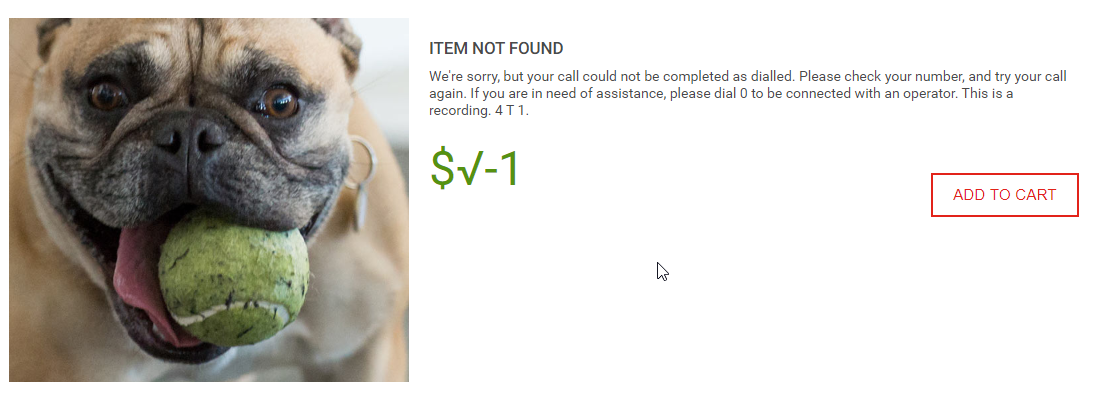 ITEM NOT FOUND
We're sorry, but your call could not be completed as dialled. Please check your number, and try your call
again. If you are in need of assistance, please dial 0 to be connected with an operator. This is a
recording. 4 T 1.
$√-1
ADD TO CART